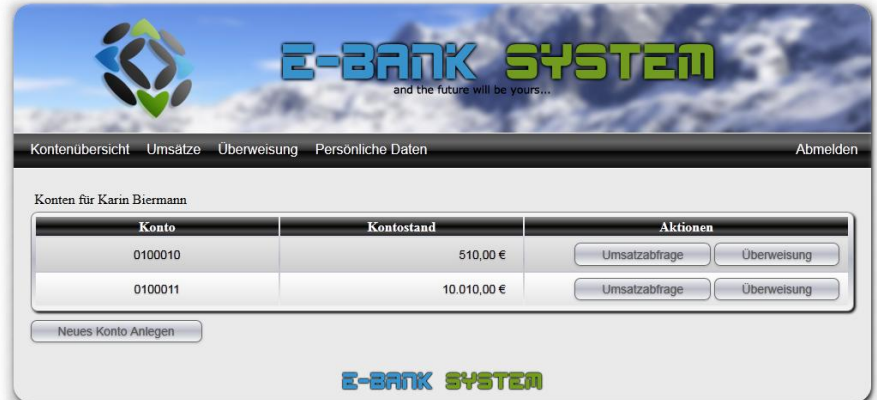 E-BANK SYSTEM
and the future will be yours...
Kontenübersicht Umsätze Überweisung Persönliche Daten Abmelden
Konten für Karin Biermann
Konto Kontostand Aktionen
0100010 510,00 € Umsatzabfrage Überweisung
0100011 10.010,00 € Umsatzabfrage Überweisung
Neues Konto Anlegen
E-BANK SYSTEM